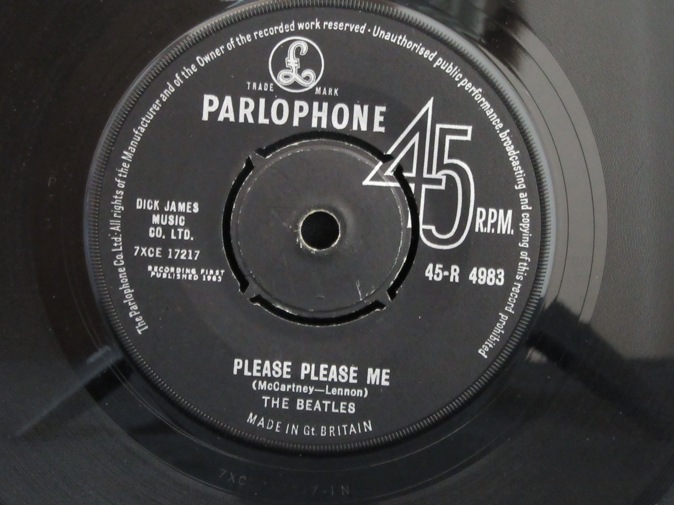 The Parlophone Co. Ltd. All rights of the Manufacturer and of the Owner of the recorded work reserved · Unauthorised public performance, broadcasting and copying of this record prohibited
£
TRADE MARK
PARLOPHONE
45 R.P.M.
DICK JAMES
MUSIC
CO. LTD.
7XCE 17217
RECORDING FIRST
PUBLISHED 1963
45-R 4983
PLEASE PLEASE ME
(McCartney—Lennon)
THE BEATLES
MADE IN Gt. BRITAIN